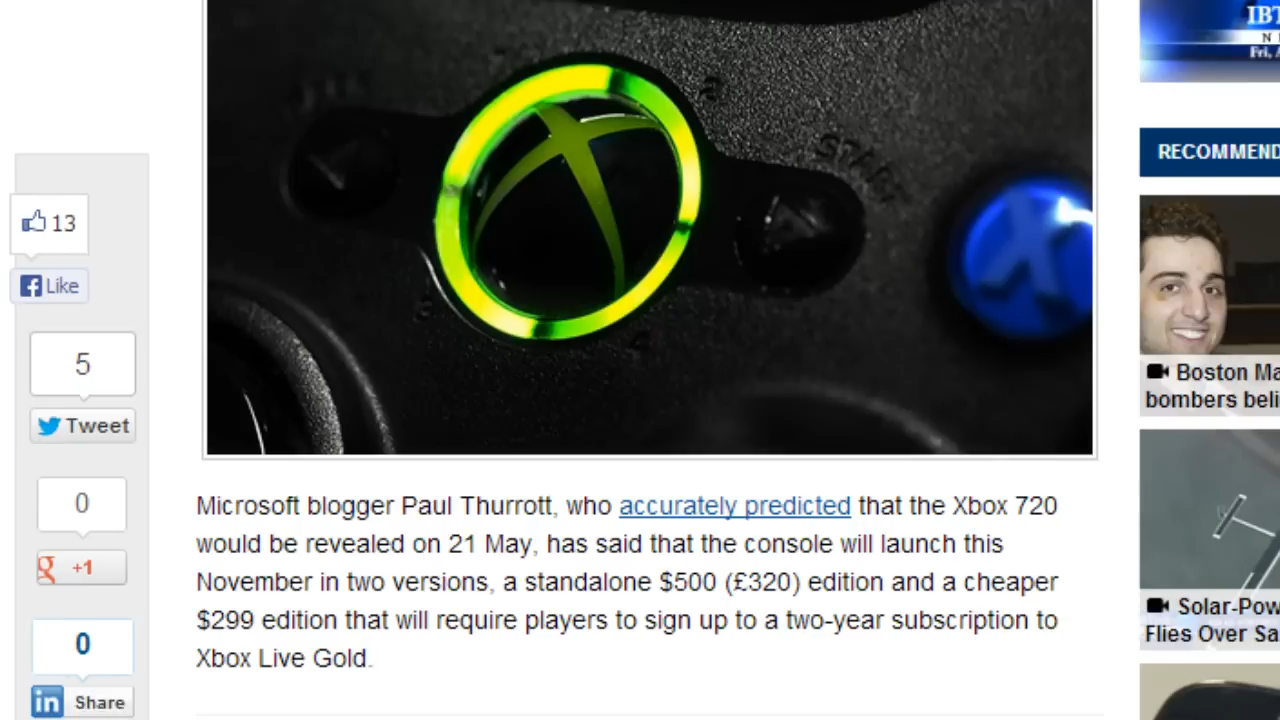 IBT
Fri,
RECOMMEND
START
X
13
Like
5
Tweet
0
+1
0
in Share
Boston Ma
bombers beli
Solar-Pow
Flies Over Sa
Microsoft blogger Paul Thurrott, who accurately predicted that the Xbox 720
would be revealed on 21 May, has said that the console will launch this
November in two versions, a standalone $500 (£320) edition and a cheaper
$299 edition that will require players to sign up to a two-year subscription to
Xbox Live Gold.